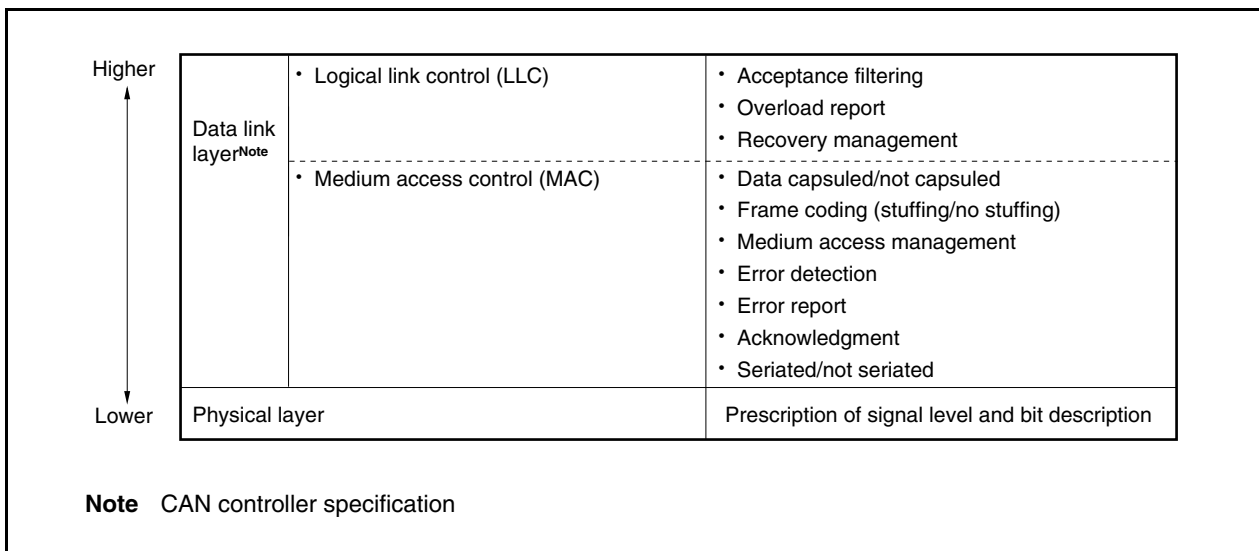 Higher
Data link
layerNote
• Logical link control (LLC)
• Acceptance filtering
• Overload report
• Recovery management
• Medium access control (MAC)
• Data capsuled/not capsuled
• Frame coding (stuffing/no stuffing)
• Medium access management
• Error detection
• Error report
• Acknowledgment
• Seriated/not seriated
Lower
Physical layer
Prescription of signal level and bit description
Note CAN controller specification